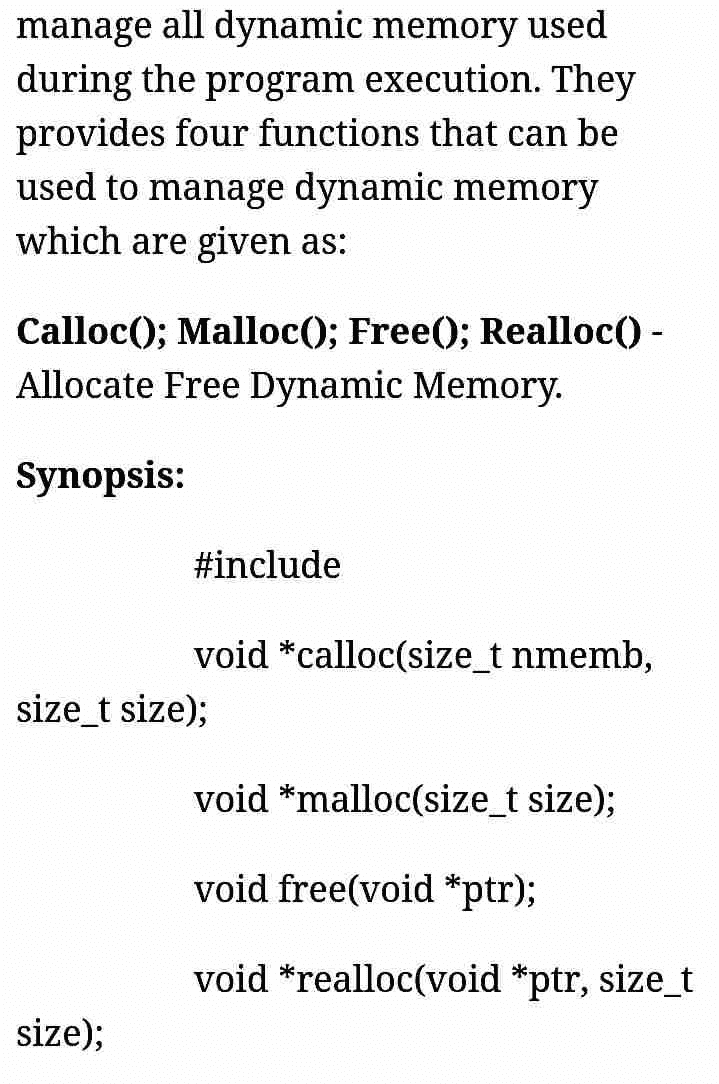 manage all dynamic memory used
during the program execution. They
provides four functions that can be
used to manage dynamic memory
which are given as:
Calloc(); Malloc(); Free(); Realloc() -
Allocate Free Dynamic Memory.
Synopsis:
#include
void *calloc(size_t nmemb,
size_t size);
void *malloc(size_t size);
void free(void *ptr);
void *realloc(void *ptr, size_t
size);